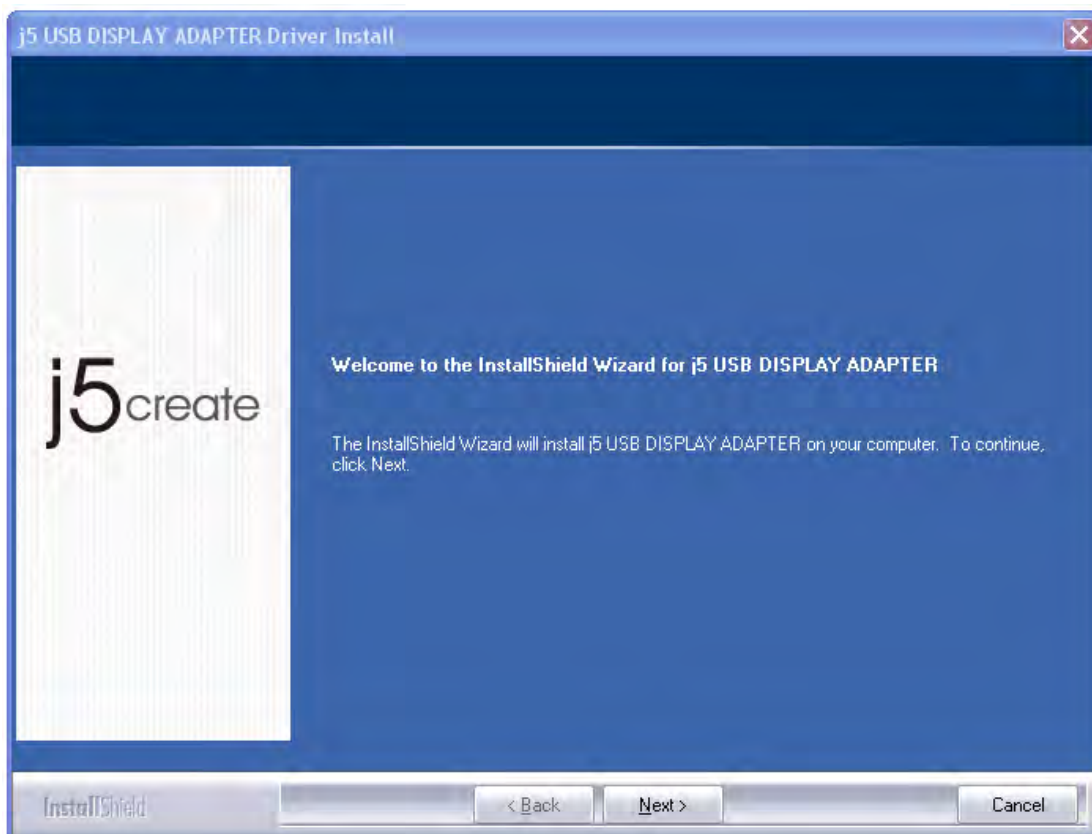 j5 USB DISPLAY ADAPTER Driver Install
j5create
Welcome to the InstallShield Wizard for j5 USB DISPLAY ADAPTER
The InstallShield Wizard will install j5 USB DISPLAY ADAPTER on your computer. To continue,
click Next.
InstallShield
< Back
Next >
Cancel